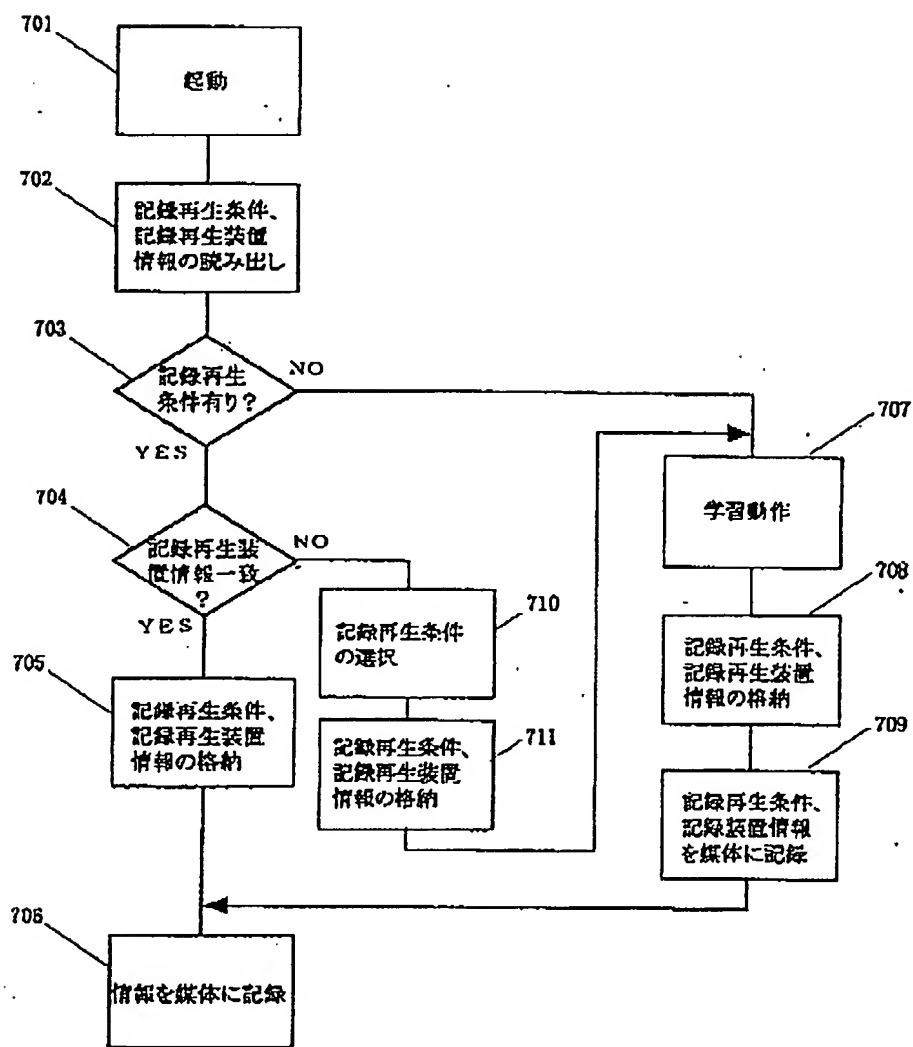 701
起動
702
記録再生条件、
記録再生装置
情報の読み出し
703
記録再生
条件有り?
NO
YES
704
記録再生装
置情報一致
?
NO
YES
705
記録再生条件、
記録再生装置
情報の格納
706
情報を媒体に記録
710
記録再生条件
の選択
711
記録再生条件、
記録再生装置
情報の格納
707
学習動作
708
記録再生条件、
記録再生装置
情報の格納
709
記録再生条件、
記録装置情報
を媒体に記録